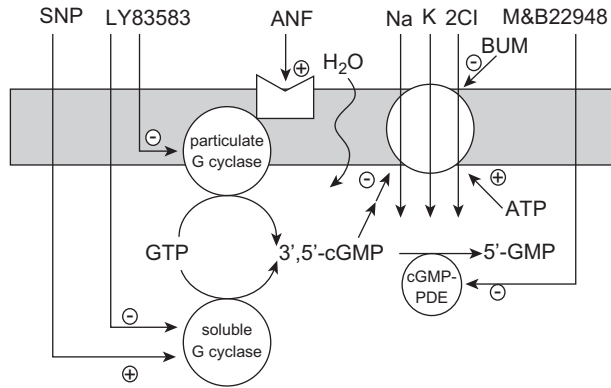 SNP LY83583 ANF Na K 2Cl M&B22948
BUM
⊖
⊕
H₂O
particulate
G cyclase
⊖
⊖
⊕
ATP
GTP
3',5'-cGMP
5'-GMP
cGMP-
PDE
⊖
⊖
soluble
G cyclase
⊕